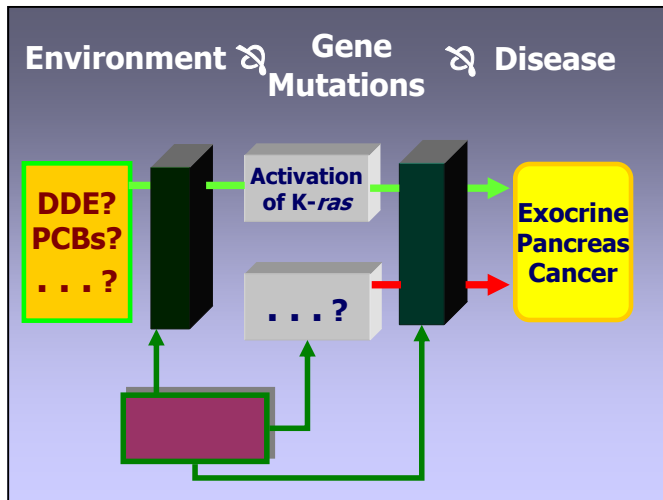 Environment & Gene Mutations & Disease
DDE?
PCBs?
. . . ?
Activation
of K-ras
. . . ?
Exocrine
Pancreas
Cancer